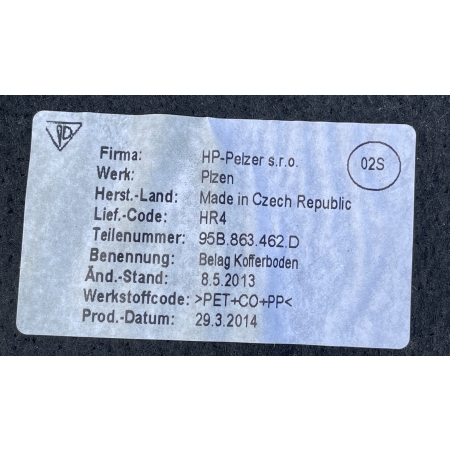 Firma: HP-Pelzer s.r.o.
02S
Werk: Plzen
Herst.-Land: Made in Czech Republic
Lief.-Code: HR4
Teilenummer: 95B.863.462.D
Benennung: Belag Kofferboden
Änd.-Stand: 8.5.2013
Werkstoffcode: >PET+CO+PP<
Prod.-Datum: 29.3.2014